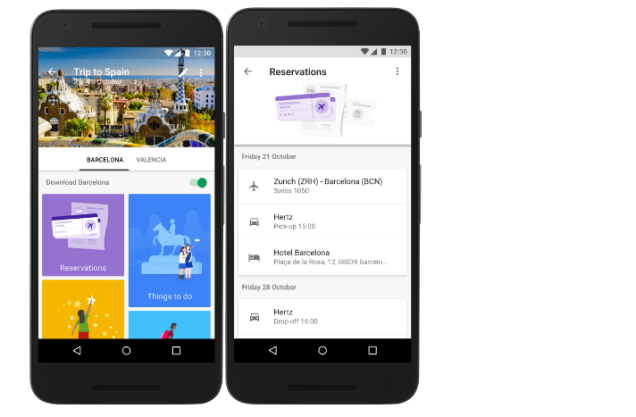 12:30
Trip to Spain
October
BARCELONA VALENCIA
Download Barcelona
Reservations
Things to do
12:30
Reservations
Friday 21 October
Zurich (ZRH) - Barcelona (BCN)
Swiss 1050
Hertz
Pick-up 15:00
Hotel Barcelona
Plaça de la Rosa, 12, 08039 Barcelo...
Friday 28 October
Hertz
Drop-off 16:00